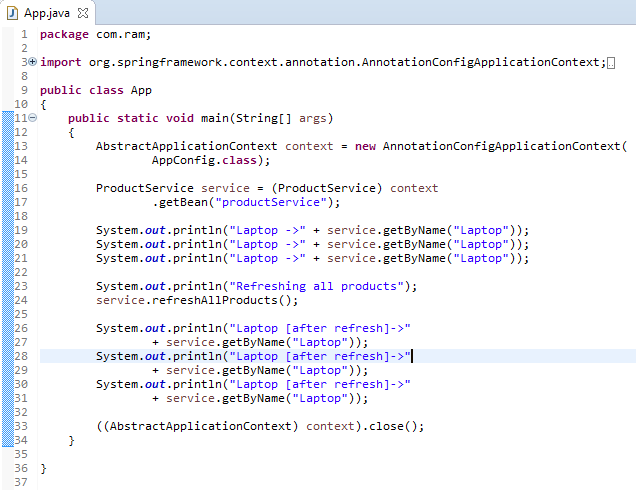 App.java
1 package com.ram;
2
3 import org.springframework.context.annotation.AnnotationConfigApplicationContext;
8
9 public class App
10 {
11     public static void main(String[] args)
12     {
13         AbstractApplicationContext context = new AnnotationConfigApplicationContext(
14                 AppConfig.class);
15
16         ProductService service = (ProductService) context
17                 .getBean("productService");
18
19         System.out.println("Laptop ->" + service.getByName("Laptop"));
20         System.out.println("Laptop ->" + service.getByName("Laptop"));
21         System.out.println("Laptop ->" + service.getByName("Laptop"));
22
23         System.out.println("Refreshing all products");
24         service.refreshAllProducts();
25
26         System.out.println("Laptop [after refresh]->"
27                 + service.getByName("Laptop"));
28         System.out.println("Laptop [after refresh]->"
29                 + service.getByName("Laptop"));
30         System.out.println("Laptop [after refresh]->"
31                 + service.getByName("Laptop"));
32
33         ((AbstractApplicationContext) context).close();
34     }
35
36 }
37